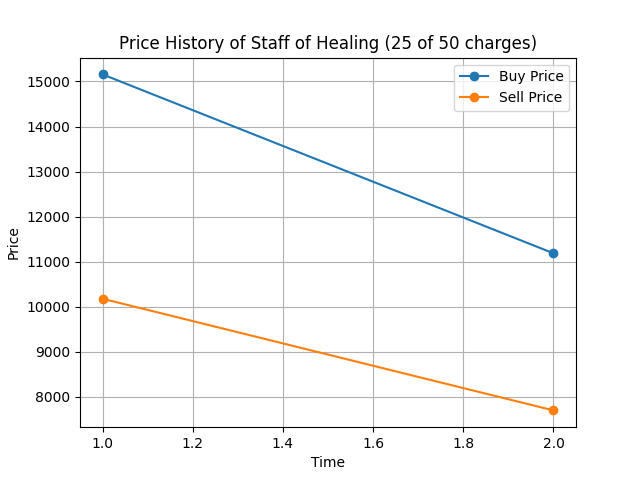 Price History of Staff of Healing (25 of 50 charges)
Buy Price
Sell Price
Price
15000
14000
13000
12000
11000
10000
9000
8000
1.0 1.2 1.4 1.6 1.8 2.0
Time